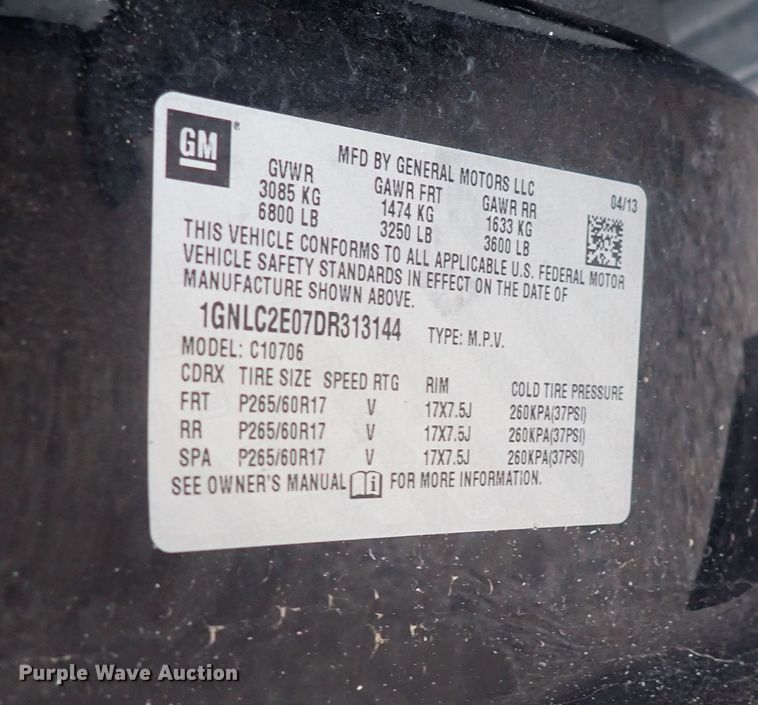 GM®
MFD BY GENERAL MOTORS LLC
04/13
GVWR GAWR FRT GAWR RR
3085 KG 1474 KG 1633 KG
6800 LB 3250 LB 3600 LB
THIS VEHICLE CONFORMS TO ALL APPLICABLE U.S. FEDERAL MOTOR
VEHICLE SAFETY STANDARDS IN EFFECT ON THE DATE OF
MANUFACTURE SHOWN ABOVE.
1GNLC2E07DR313144 TYPE: M.P.V.
MODEL: C10706
CDRX TIRE SIZE SPEED RTG RIM COLD TIRE PRESSURE
FRT P265/60R17 V 17X7.5J 260KPA(37PSI)
RR P265/60R17 V 17X7.5J 260KPA(37PSI)
SPA P265/60R17 V 17X7.5J 260KPA(37PSI)
SEE OWNER'S MANUAL i FOR MORE INFORMATION.
Purple Wave Auction